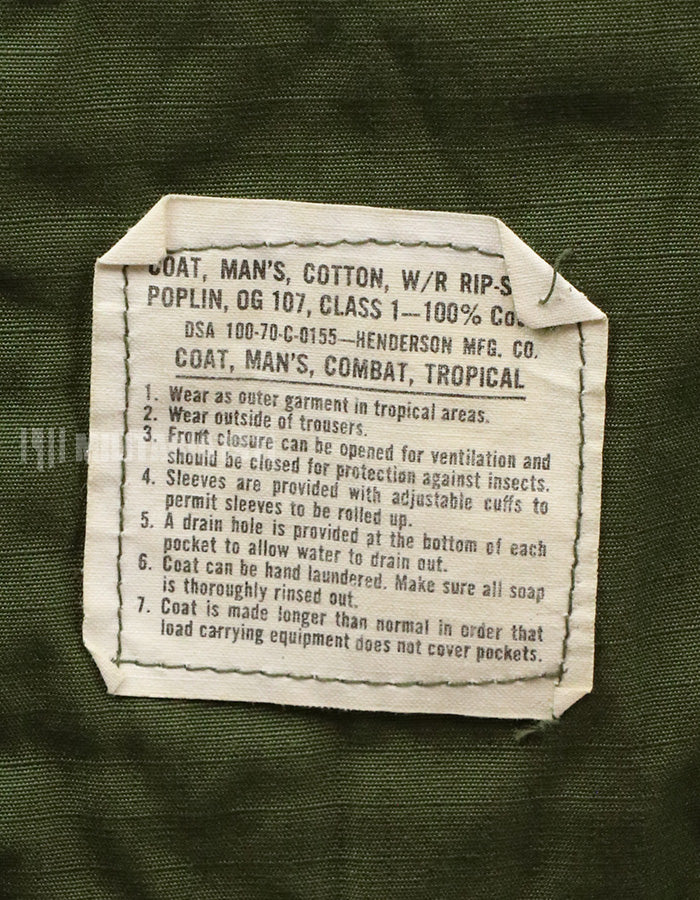 COAT, MAN'S, COTTON, W/R RIP-S
POPLIN, OG 107, CLASS 1—100% Co
DSA 100-70-C-0155—HENDERSON MFG. CO.
COAT, MAN'S, COMBAT, TROPICAL
1. Wear as outer garment in tropical areas.
2. Wear outside of trousers.
3. Front closure can be opened for ventilation and
should be closed for protection against insects.
4. Sleeves are provided with adjustable cuffs to
permit sleeves to be rolled up.
5. A drain hole is provided at the bottom of each
pocket to allow water to drain out.
6. Coat can be hand laundered. Make sure all soap
is thoroughly rinsed out.
7. Coat is made longer than normal in order that
load carrying equipment does not cover pockets.